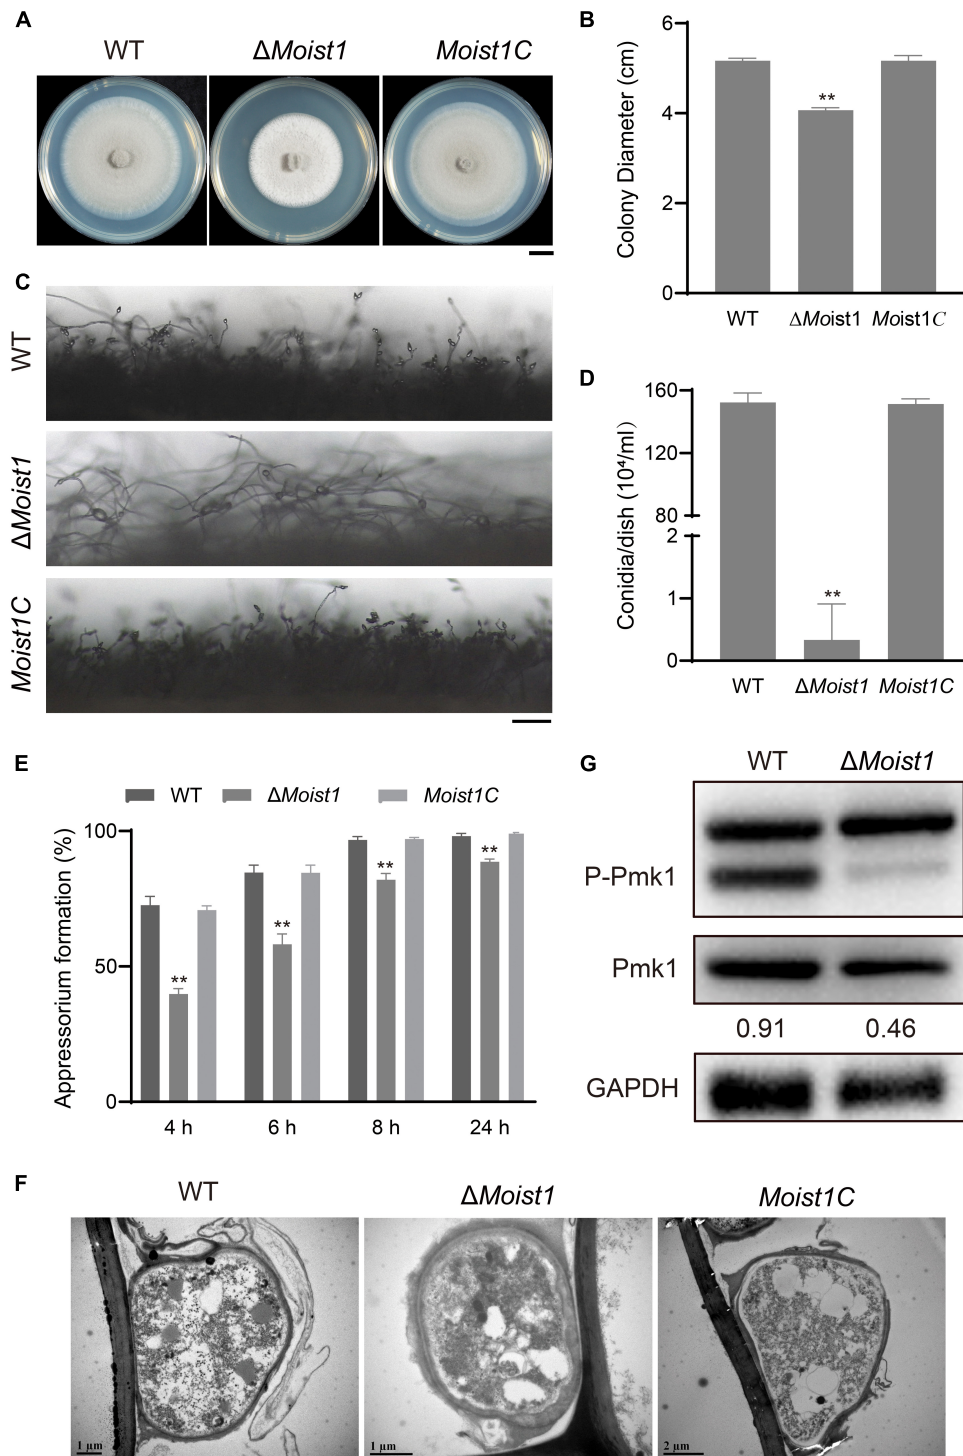 A
WT ΔMoist1 Moist1C
B
Colony Diameter (cm)
6
4
2
0
**
WT ΔMoist1 Moist1C
C
WT
ΔMoist1
Moist1C
D
Conidia/dish (10⁴/ml)
160
120
80
2
1
0
**
WT ΔMoist1 Moist1C
E
WT ΔMoist1 Moist1C
Appressorium formation (%)
100
50
0
**
**
**
**
4 h 6 h 8 h 24 h
G
WT ΔMoist1
P-Pmk1
Pmk1
0.91 0.46
GAPDH
F
WT ΔMoist1 Moist1C
1 µm 1 µm 2 µm